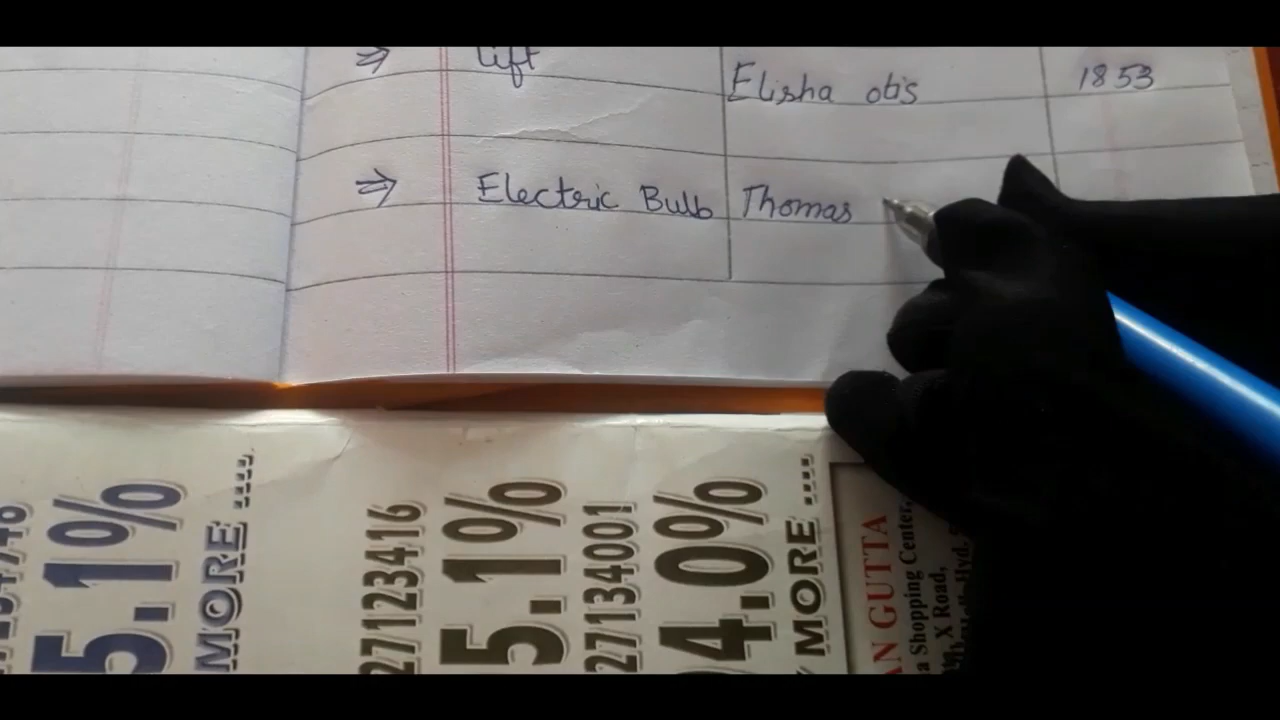 ⇒ lift Elisha otis 1853
⇒ Electric Bulb Thomas
5.1%
MORE .....
27123416
5.1%
27134001
4.0%
MORE ....
AN GUTTA
a Shopping Center,
X Road,